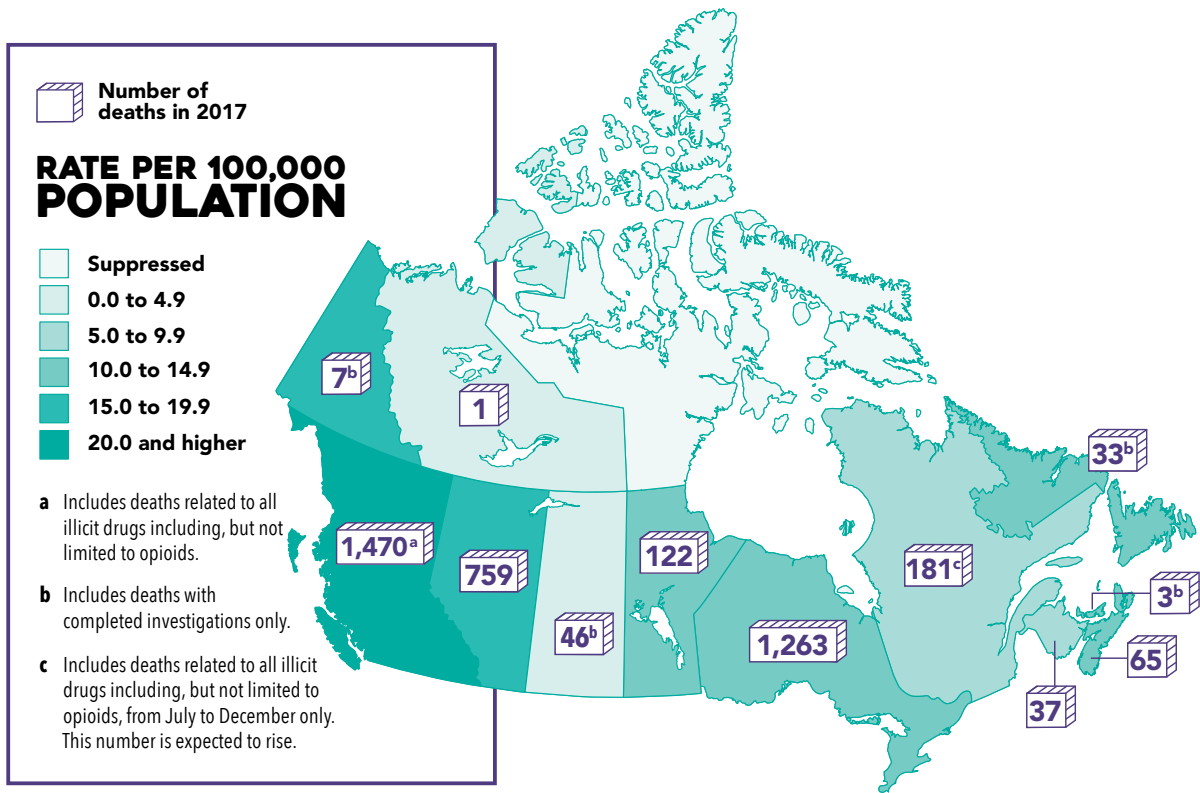 Number of
deaths in 2017
RATE PER 100,000
POPULATION
Suppressed
0.0 to 4.9
5.0 to 9.9
10.0 to 14.9
15.0 to 19.9
20.0 and higher
a Includes deaths related to all
illicit drugs including, but not
limited to opioids.
b Includes deaths with
completed investigations only.
c Includes deaths related to all illicit
drugs including, but not limited to
opioids, from July to December only.
This number is expected to rise.
7b
1
33b
1,470a
759
122
181c
46b
1,263
3b
65
37